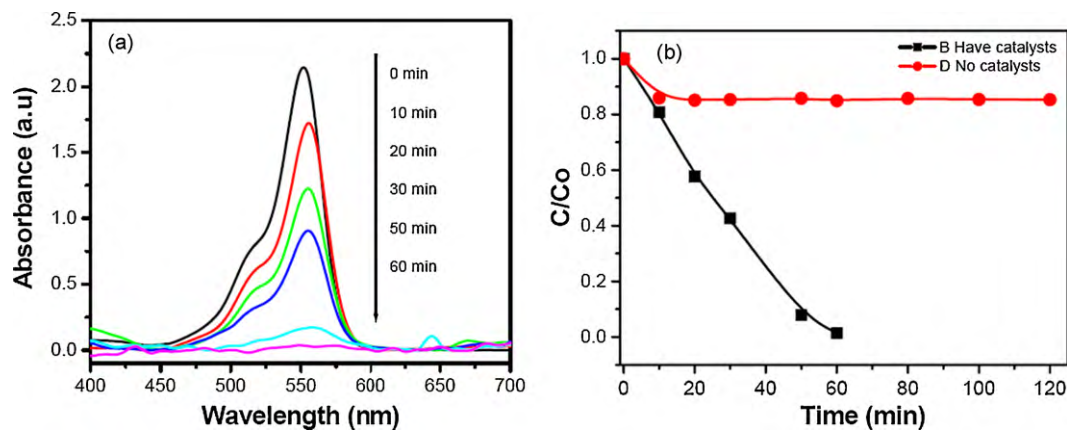 (a)
2.5
2.0
1.5
1.0
0.5
0.0
Absorbance (a.u)
0 min
10 min
20 min
30 min
50 min
60 min
400
450
500
550
600
650
700
Wavelength (nm)
(b)
B Have catalysts
D No catalysts
1.0
0.8
0.6
0.4
0.2
0.0
C/Co
0
20
40
60
80
100
120
Time (min)